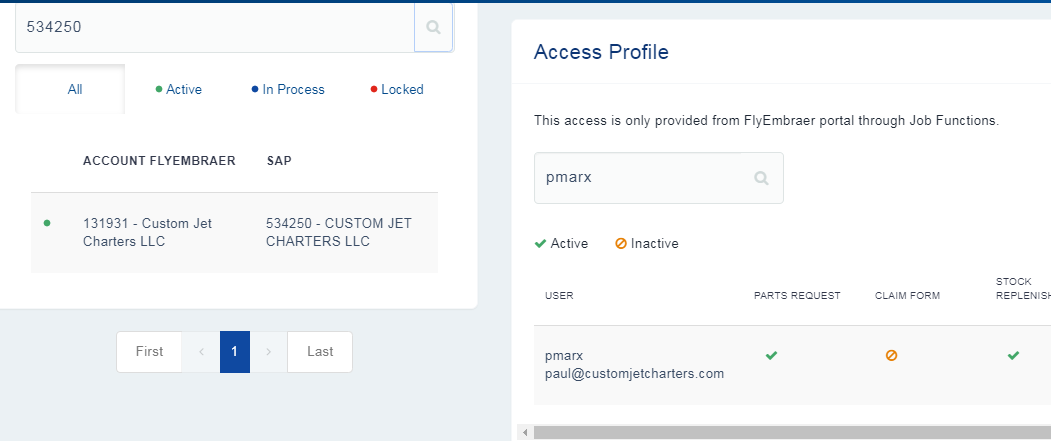 534250
All
Active
In Process
Locked
ACCOUNT FLYEMBRAER SAP
131931 - Custom Jet
Charters LLC
534250 - CUSTOM JET
CHARTERS LLC
First ‹ 1 › Last
Access Profile
This access is only provided from FlyEmbraer portal through Job Functions.
pmarx
Active Inactive
USER
PARTS REQUEST
CLAIM FORM
STOCK
pmarx
paul@customjetcharters.com